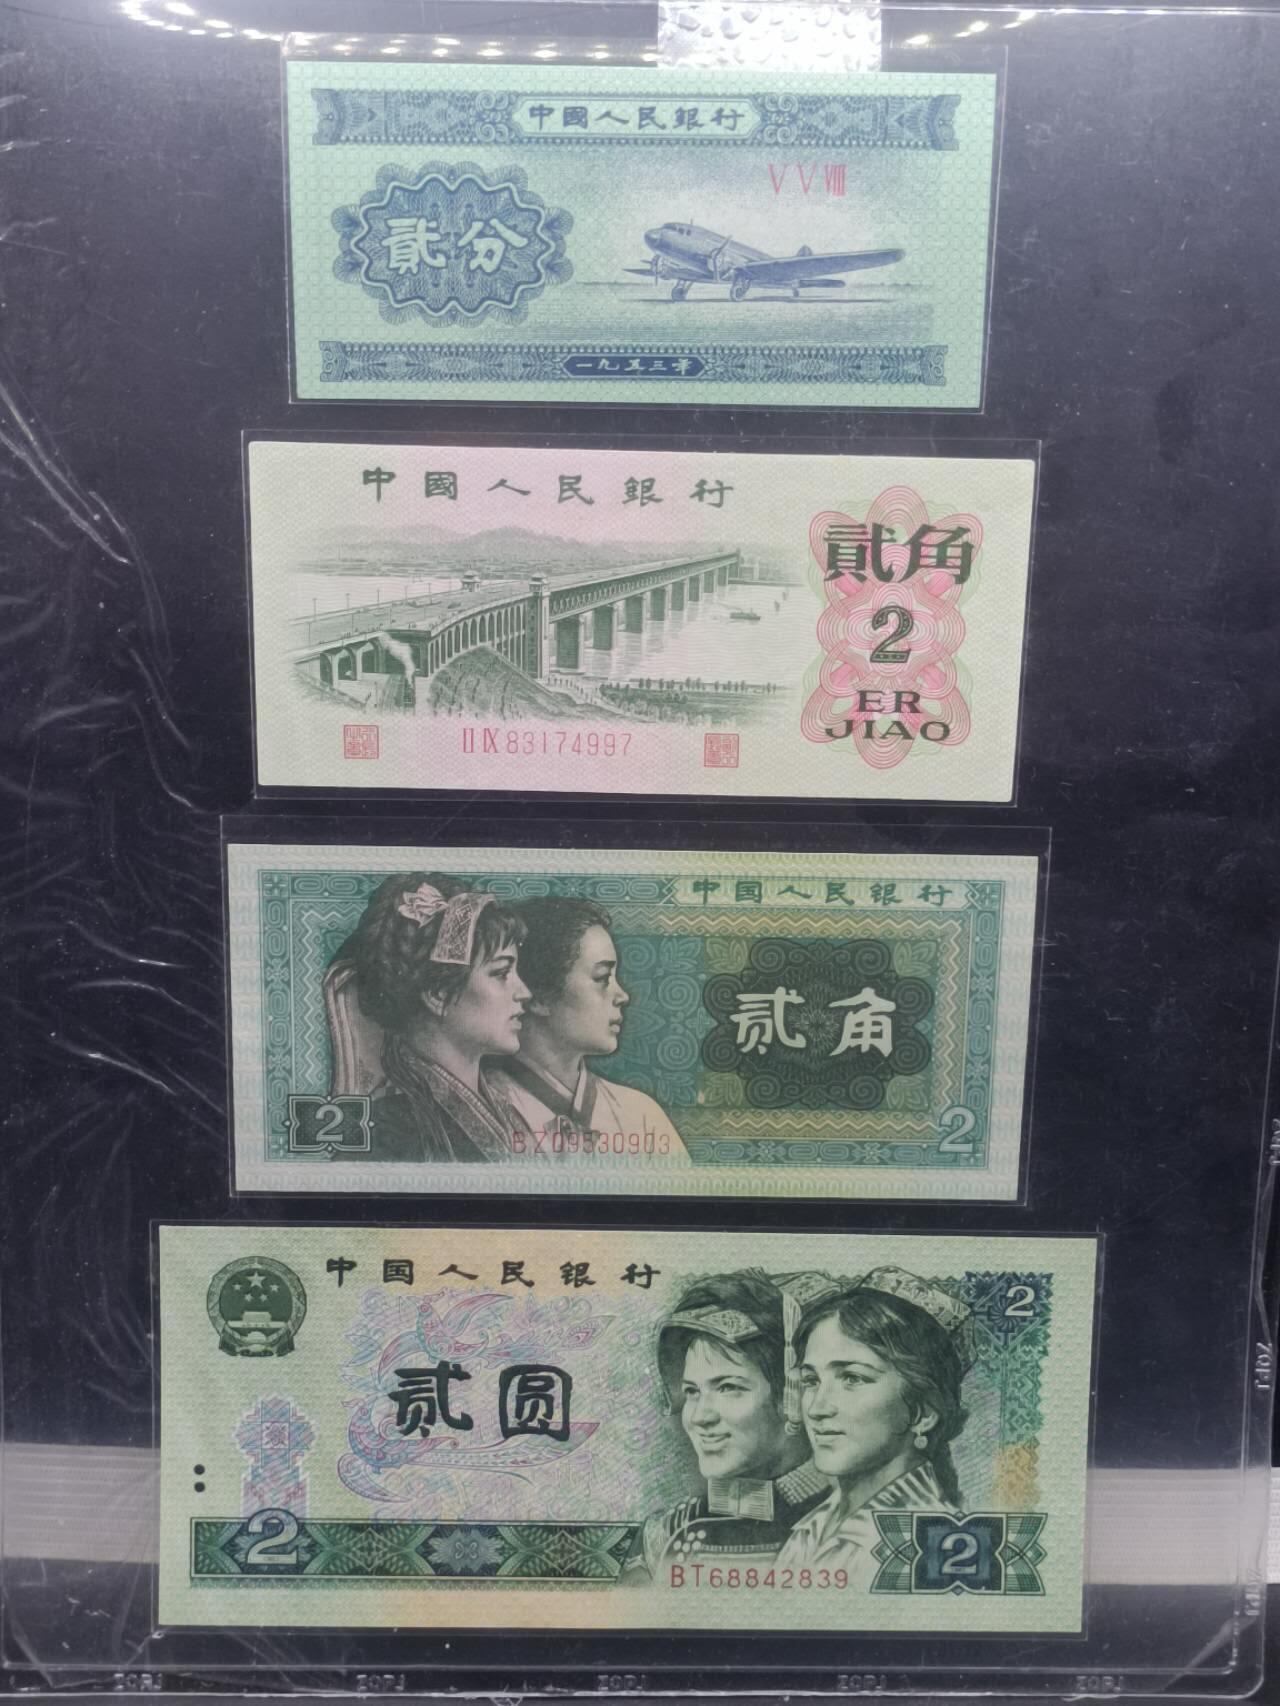 中國人民銀行
V V VIII
貳分
一九五三年
中國人民銀行
貳角
2
ER
JIAO
II IX 83174997
中国人民银行
贰角
2
BZ09530903
2
中国人民银行
2
贰圆
2
BT68842839
2